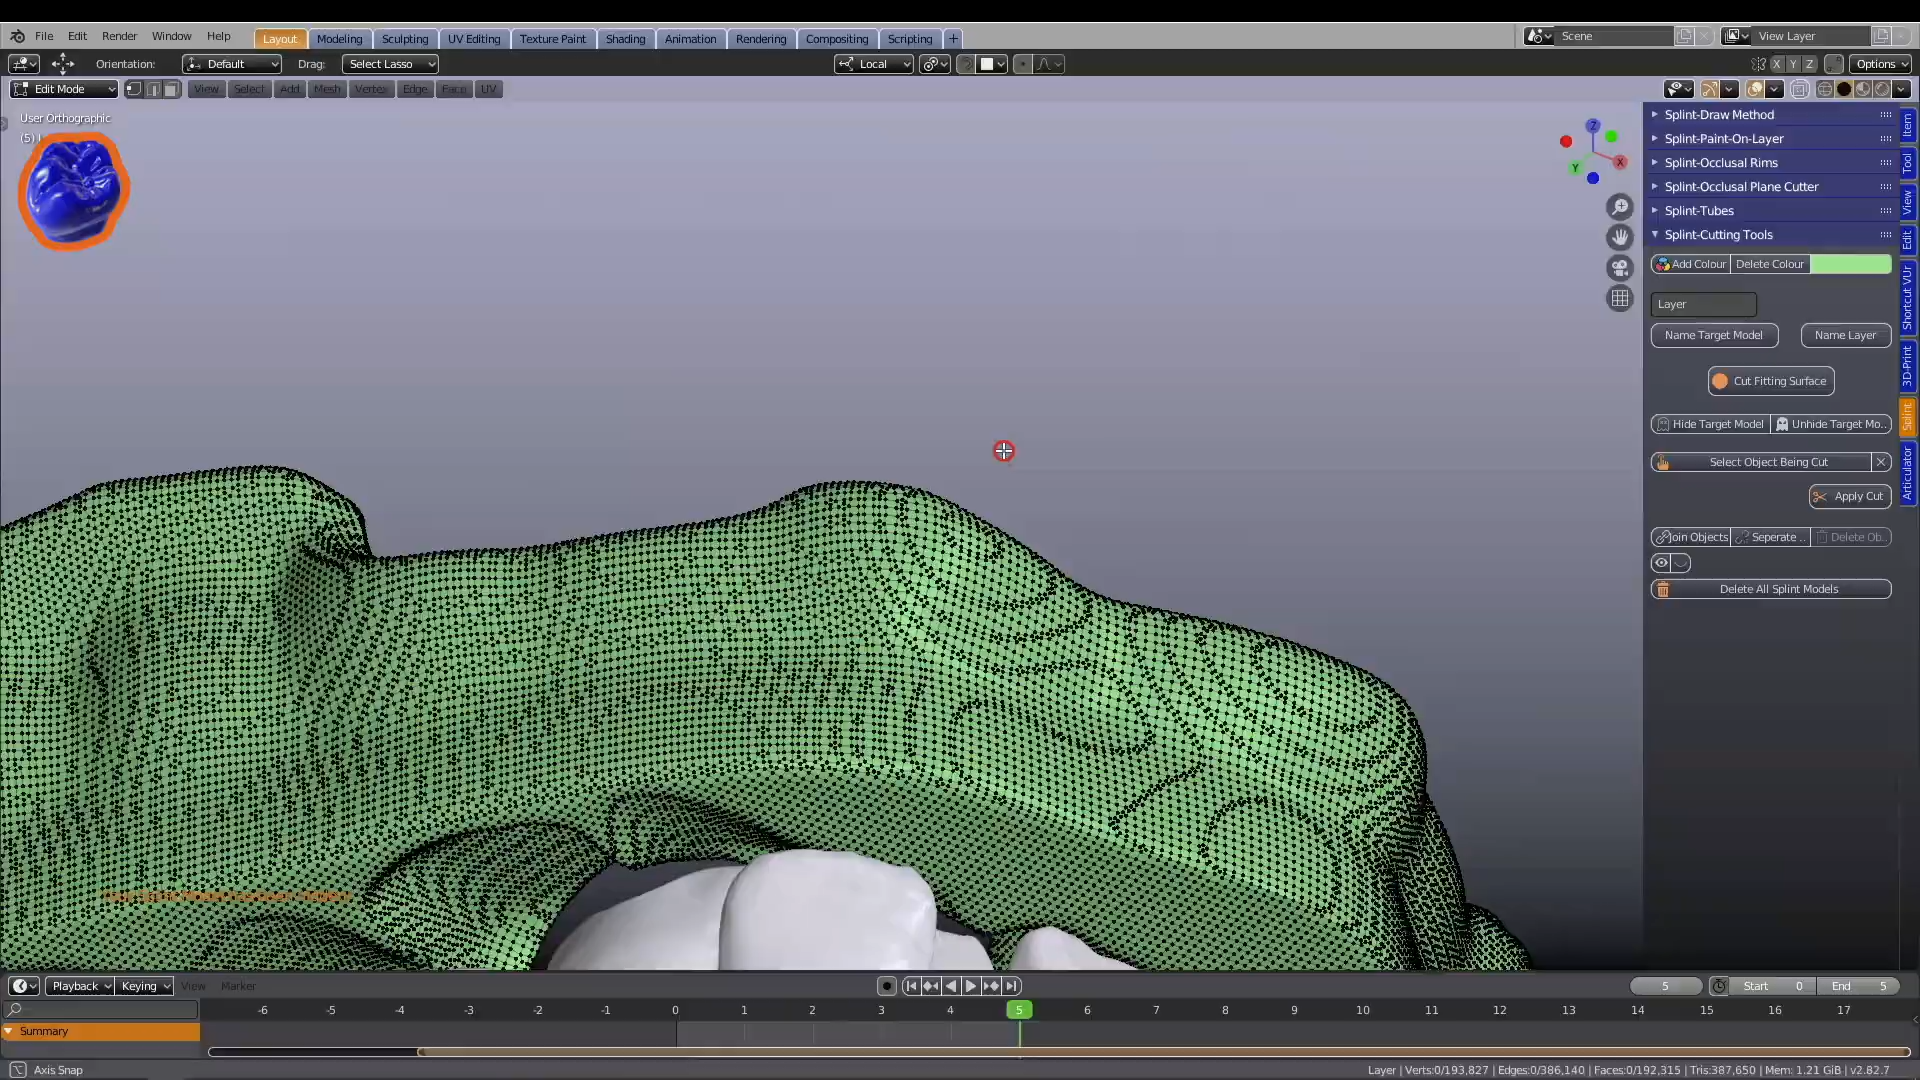 File Edit Render Window Help Layout Modeling Sculpting UV Editing Texture Paint Shading Animation Rendering Compositing Scripting + Scene View Layer
Orientation: Default Drag: Select Lasso Local X Y Z Options
Edit Mode View Select Add Mesh Vertex Edge Face UV
User Orthographic
(5)
Z
Y
X
Splint-Draw Method
Splint-Paint-On-Layer
Splint-Occlusal Rims
Splint-Occlusal Plane Cutter
Splint-Tubes
Splint-Cutting Tools
Add Colour Delete Colour
Layer
Name Target Model Name Layer
Cut Fitting Surface
Hide Target Model Unhide Target Mo..
Select Object Being Cut
Apply Cut
Join Objects Seperate .. Delete Ob..
Delete All Splint Models
Item
Tool
View
Edit
Shortcut VUr
3D-Print
Splint
Articulator
Playback Keying View Marker 5 Start 0 End 5
-6 -5 -4 -3 -2 -1 0 1 2 3 4 5 6 7 8 9 10 11 12 13 14 15 16 17
Summary
Axis Snap
Layer | Verts:0/193,827 | Edges:0/386,140 | Faces:0/192,315 | Tris:387,650 | Mem: 1.21 GiB | v2.82.7